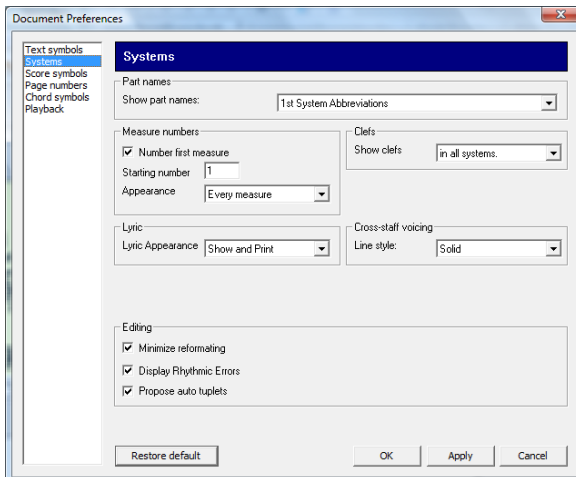 Document Preferences
Text symbols
Systems
Score symbols
Page numbers
Chord symbols
Playback
Systems
Part names
Show part names: 1st System Abbreviations
Measure numbers
Number first measure
Starting number 1
Appearance Every measure
Clefs
Show clefs in all systems.
Lyric
Lyric Appearance Show and Print
Cross-staff voicing
Line style: Solid
Editing
Minimize reformating
Display Rhythmic Errors
Propose auto tuplets
Restore default OK Apply Cancel